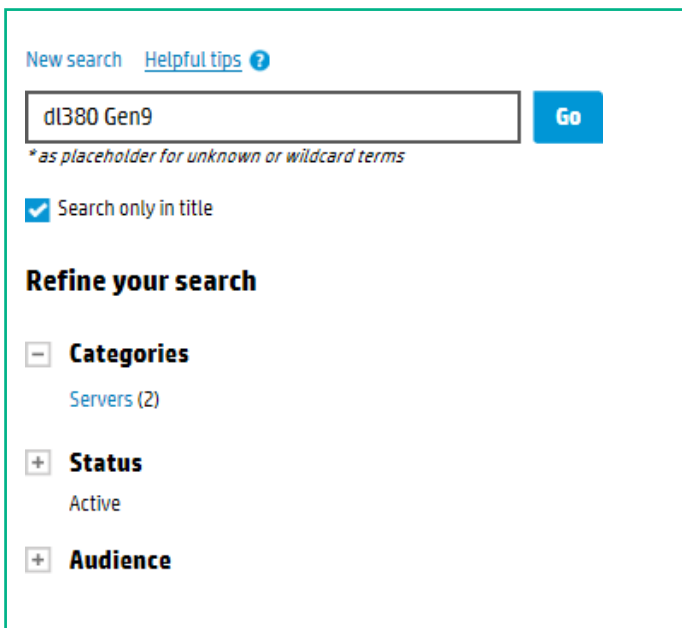 New search Helpful tips ?
dl380 Gen9 Go
* as placeholder for unknown or wildcard terms
Search only in title
Refine your search
Categories
Servers (2)
Status
Active
Audience